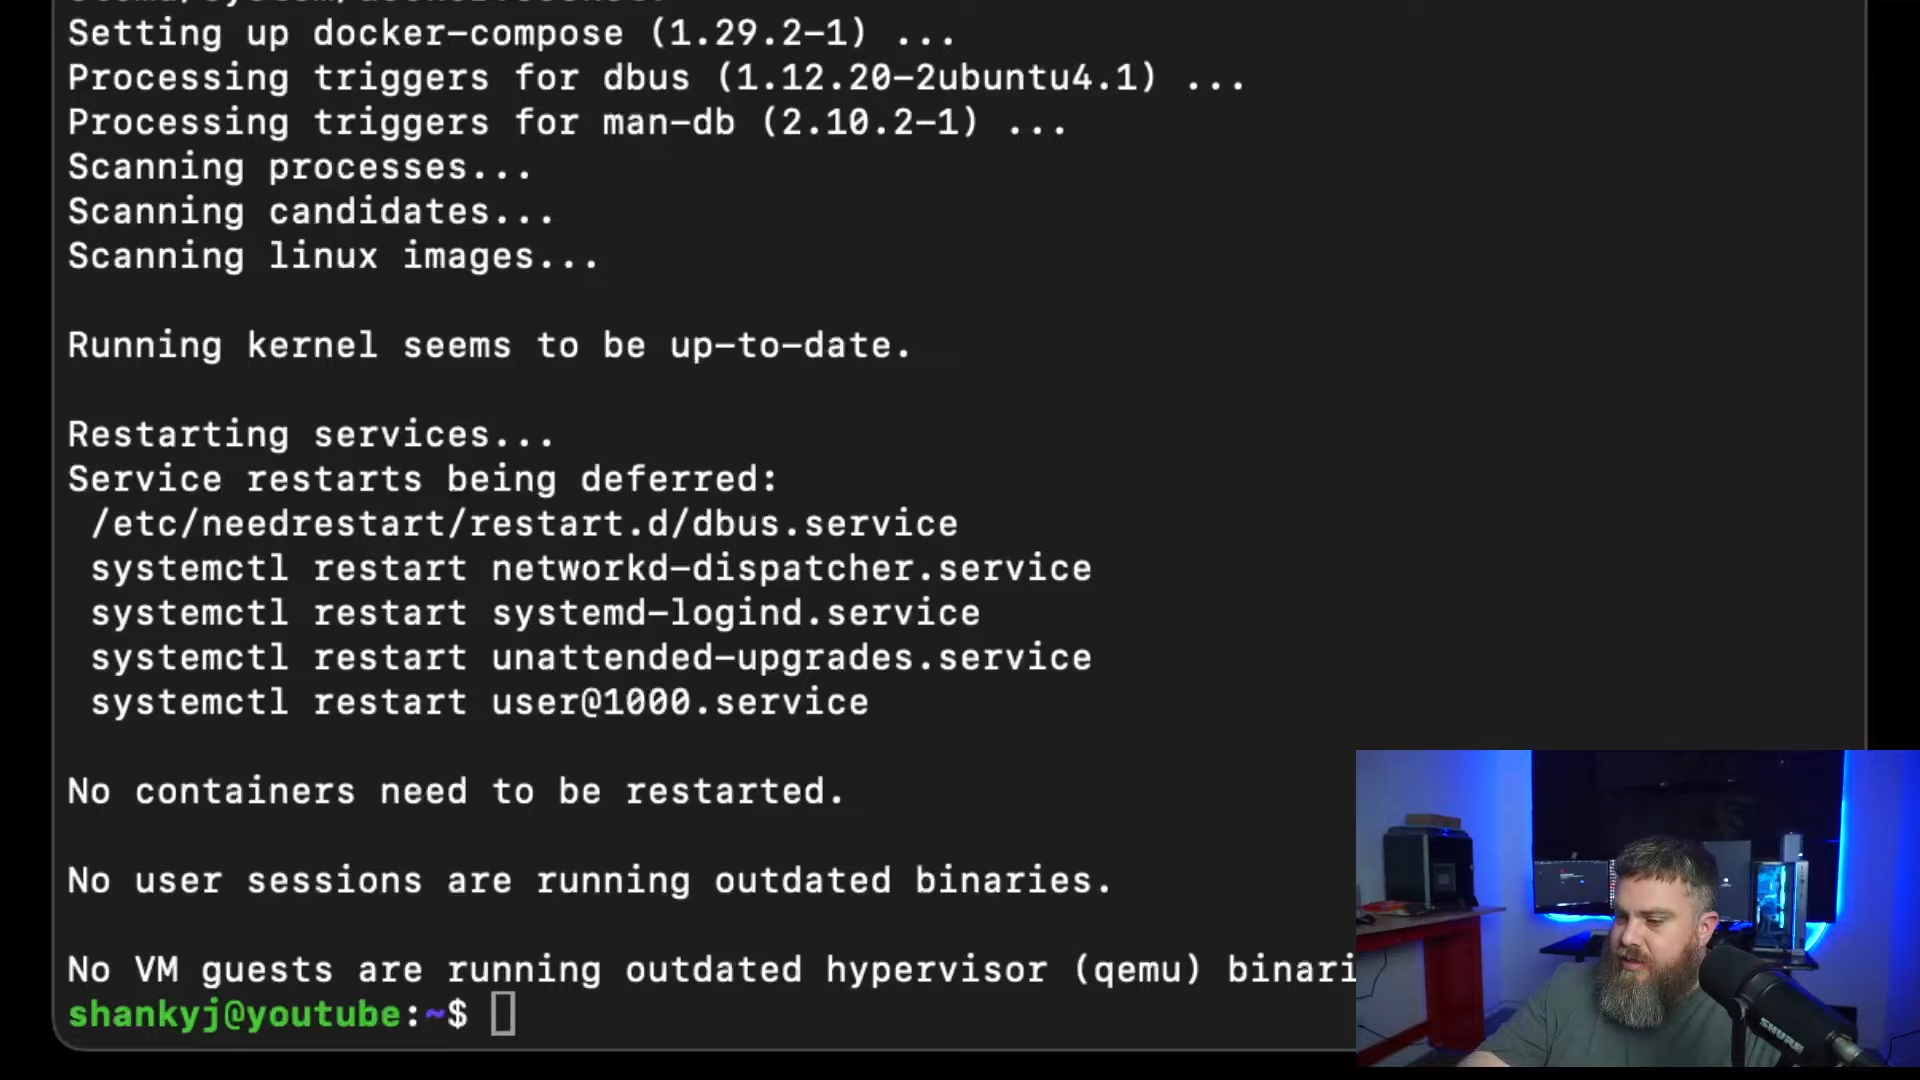 Setting up docker-compose (1.29.2-1) ...
Processing triggers for dbus (1.12.20-2ubuntu4.1) ...
Processing triggers for man-db (2.10.2-1) ...
Scanning processes...
Scanning candidates...
Scanning linux images...
Running kernel seems to be up-to-date.
Restarting services...
Service restarts being deferred:
/etc/needrestart/restart.d/dbus.service
systemctl restart networkd-dispatcher.service
systemctl restart systemd-logind.service
systemctl restart unattended-upgrades.service
systemctl restart user@1000.service
No containers need to be restarted.
No user sessions are running outdated binaries.
No VM guests are running outdated hypervisor (qemu) binari
shankyj@youtube:~$
SHURE